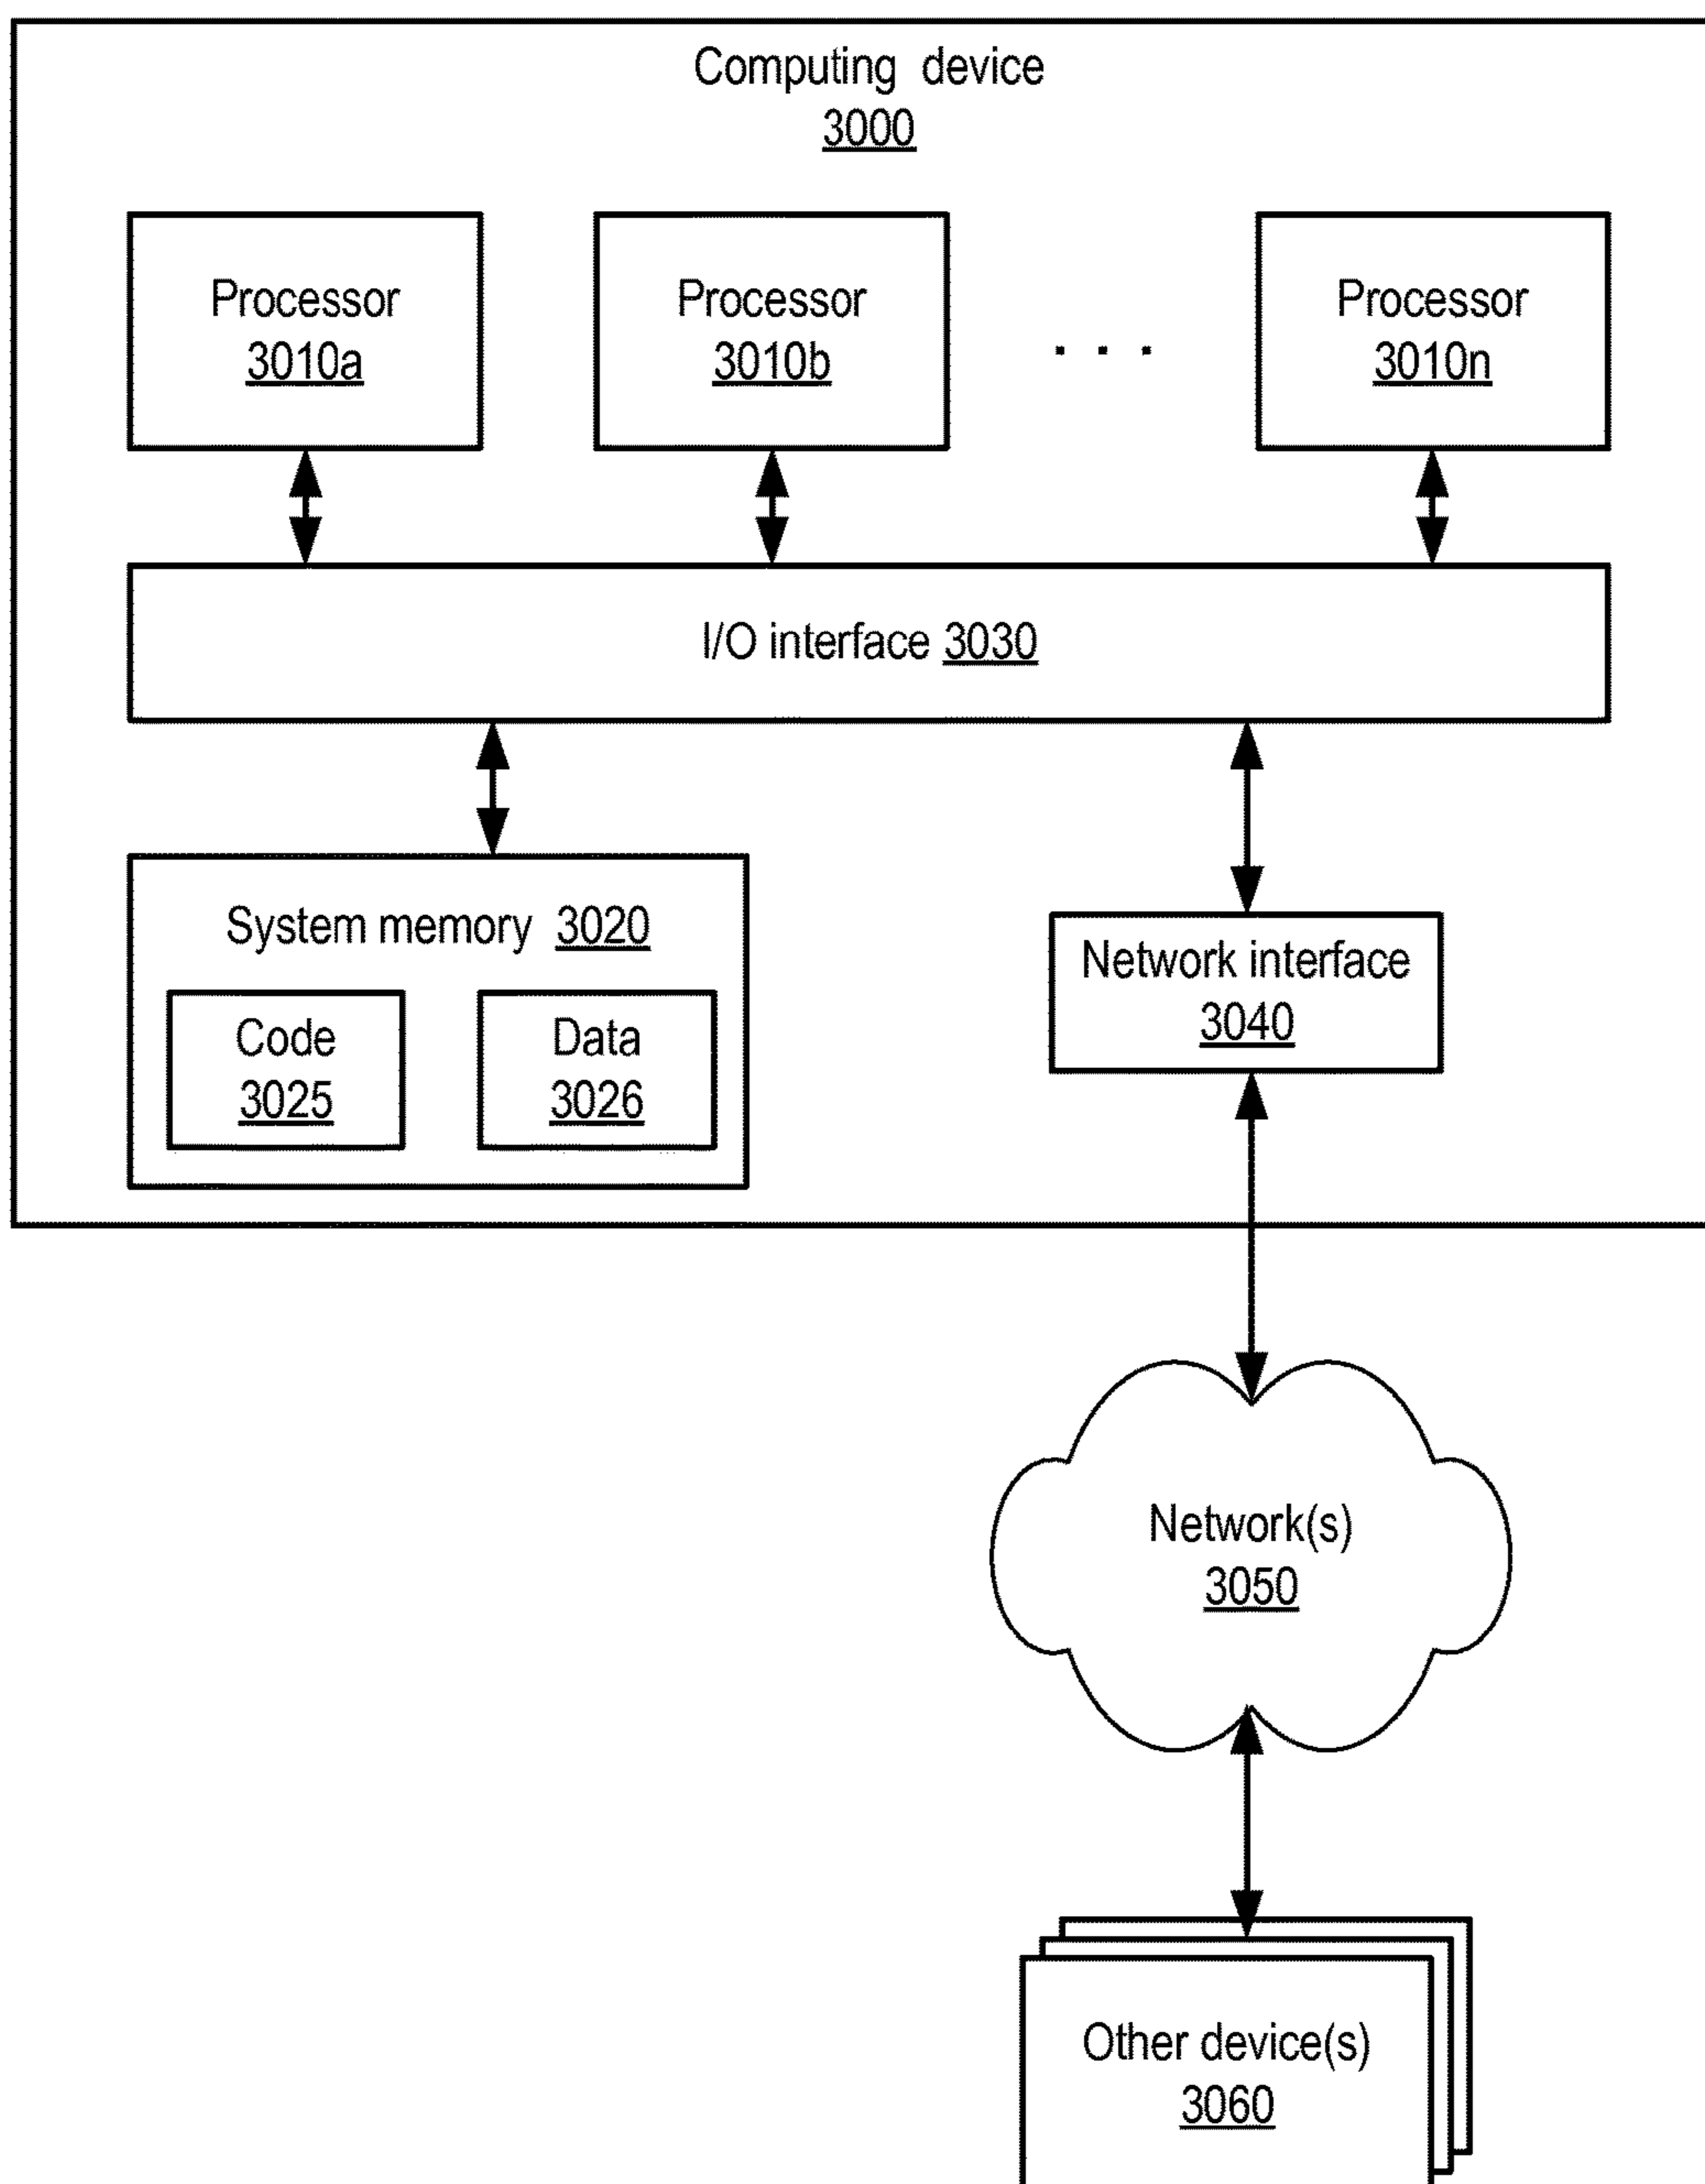 Computing device
3000
Processor
3010a
Processor
3010b
. . .
Processor
3010n
I/O interface 3030
System memory 3020
Code
3025
Data
3026
Network interface
3040
Network(s)
3050
Other device(s)
3060